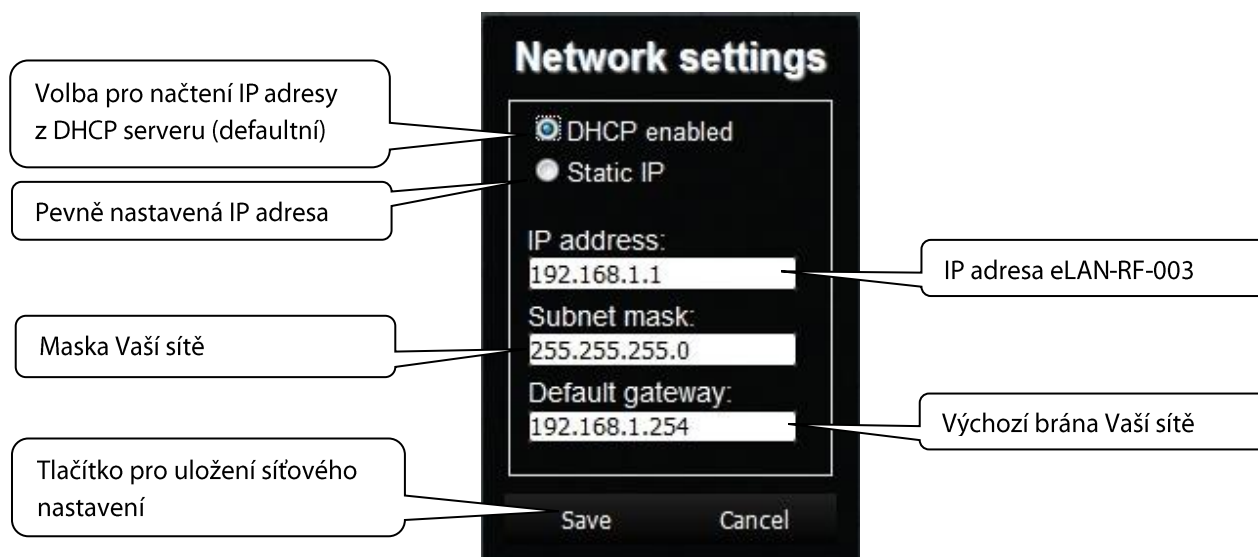 Network settings
Volba pro načtení IP adresy
z DHCP serveru (defaultní)
DHCP enabled
Static IP
Pevně nastavená IP adresa
IP address:
192.168.1.1
IP adresa eLAN-RF-003
Subnet mask:
Maska Vaší sítě
255.255.255.0
Default gateway:
192.168.1.254
Výchozí brána Vaší sítě
Tlačítko pro uložení síťového
nastavení
Save
Cancel